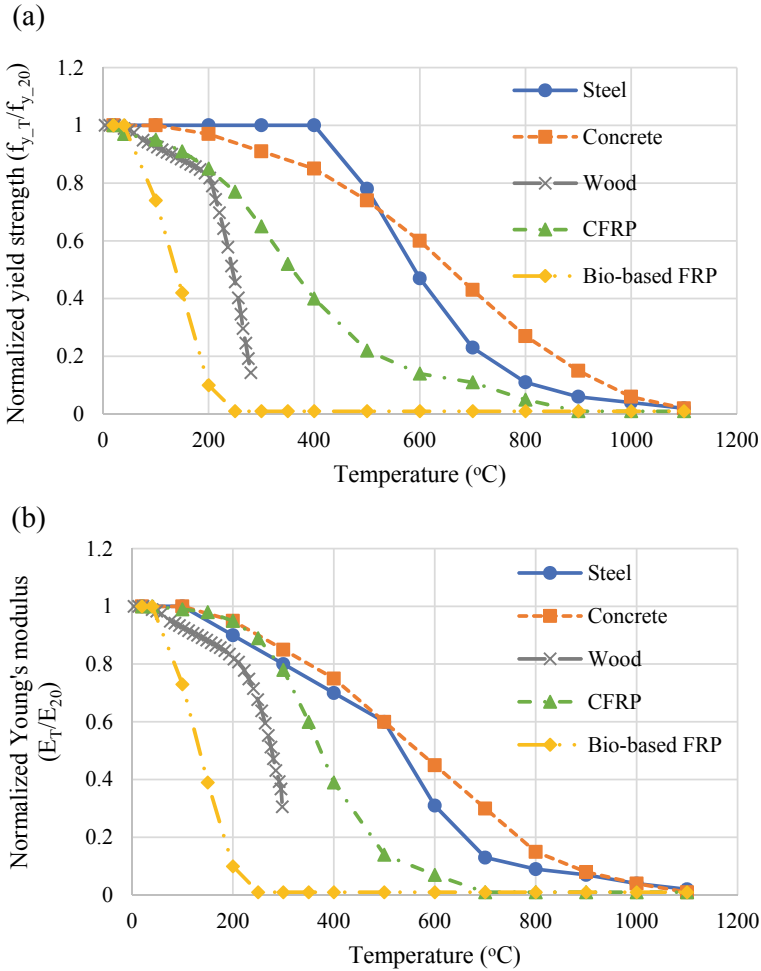 (a)
Normalized yield strength (f_y_T/f_y_20)
1.2
1
0.8
0.6
0.4
0.2
0
0 200 400 600 800 1000 1200
Temperature (°C)
Steel
Concrete
Wood
CFRP
Bio-based FRP
(b)
Normalized Young's modulus
(E_T/E_20)
1.2
1
0.8
0.6
0.4
0.2
0
0 200 400 600 800 1000 1200
Temperature (°C)
Steel
Concrete
Wood
CFRP
Bio-based FRP